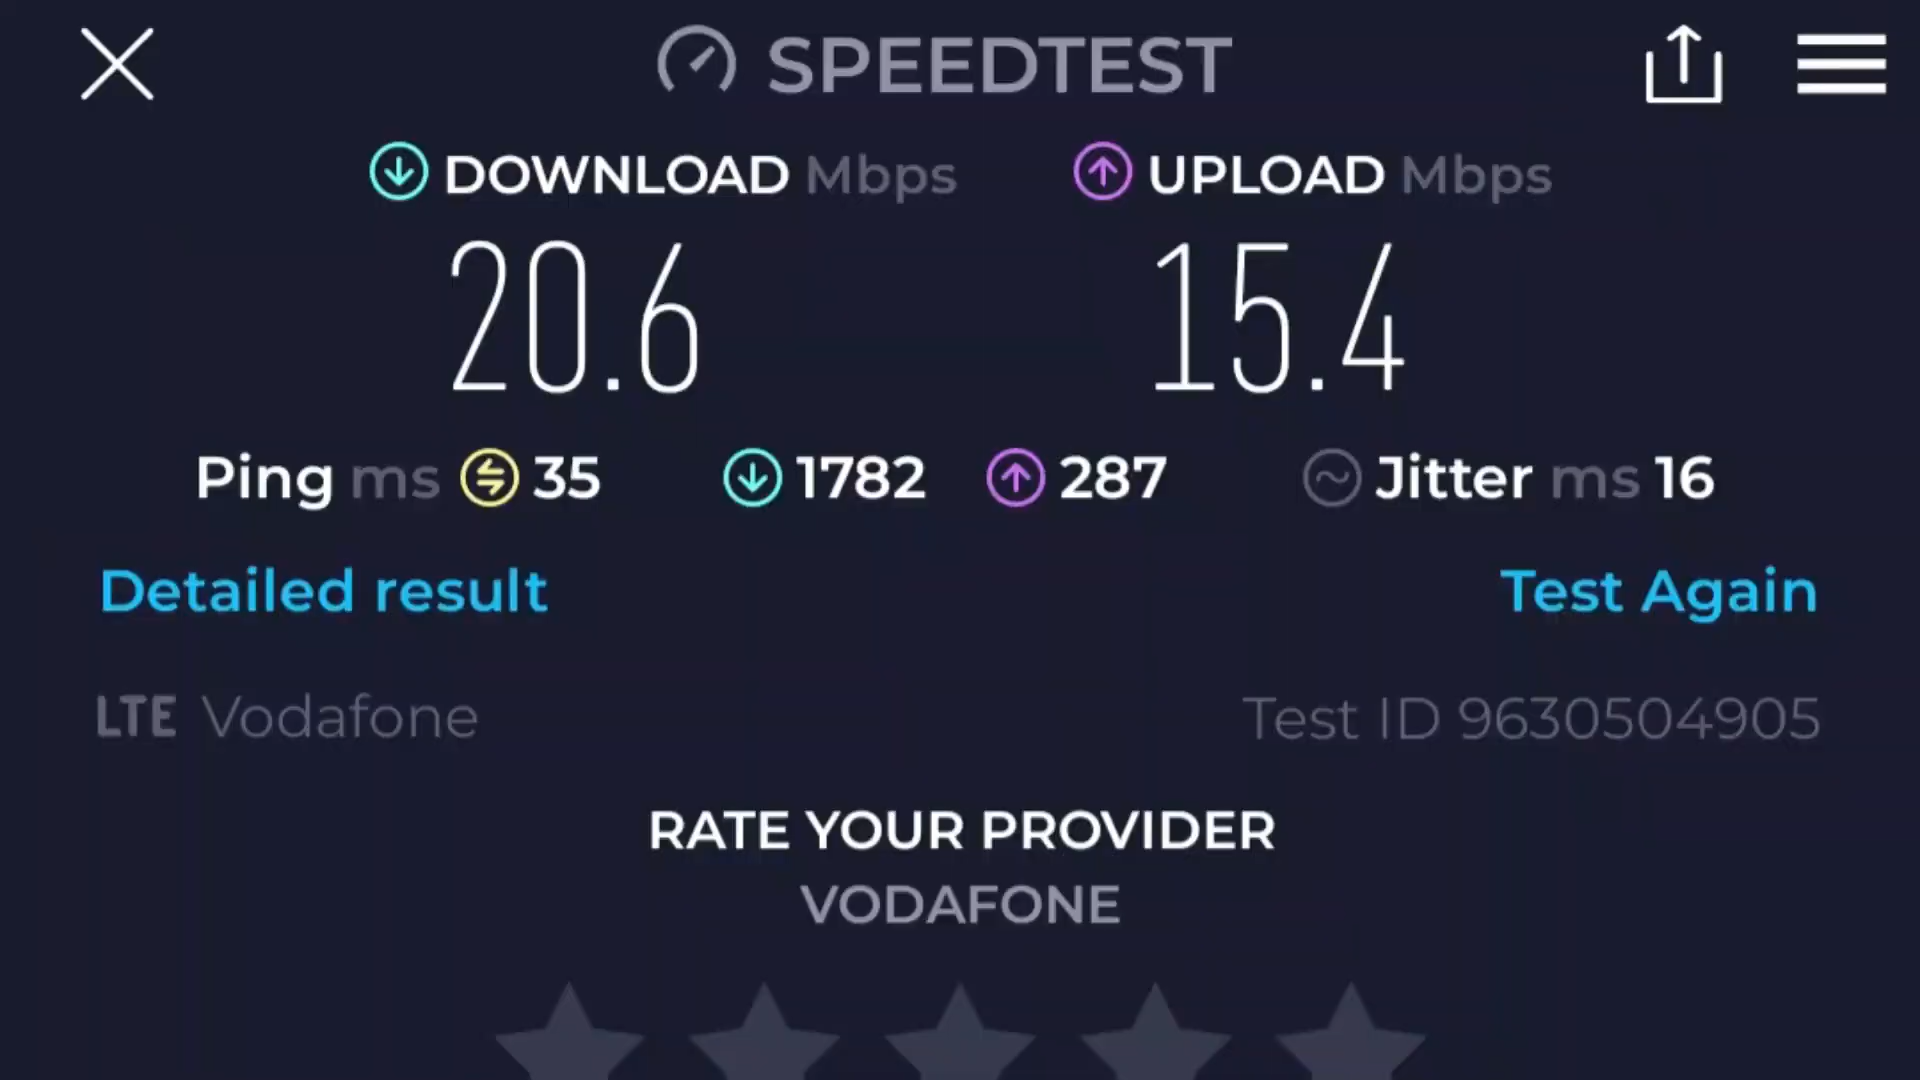 SPEEDTEST
DOWNLOAD Mbps UPLOAD Mbps
20.6 15.4
Ping ms 35 1782 287 Jitter ms 16
Detailed result Test Again
LTE Vodafone Test ID 9630504905
RATE YOUR PROVIDER
VODAFONE